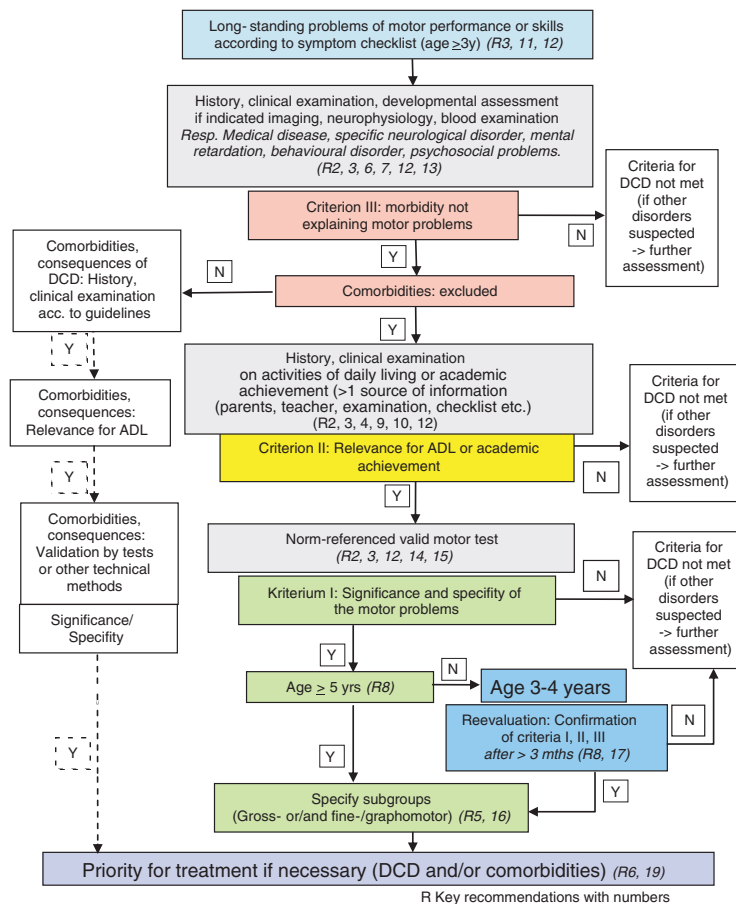 Long- standing problems of motor performance or skills
according to symptom checklist (age ≥3y) (R3, 11, 12)
History, clinical examination, developmental assessment
if indicated imaging, neurophysiology, blood examination
Resp. Medical disease, specific neurological disorder, mental
retardation, behavioural disorder, psychosocial problems.
(R2, 3, 6, 7, 12, 13)
Criterion III: morbidity not
explaining motor problems
N
Criteria for
DCD not met
(if other
disorders
suspected
-> further
assessment)
Y
Comorbidities: excluded
N
Comorbidities,
consequences of
DCD: History,
clinical examination
acc. to guidelines
Y
Comorbidities,
consequences:
Relevance for ADL
Y
Comorbidities,
consequences:
Validation by tests
or other technical
methods
Significance/
Specifity
Y
Y
History, clinical examination
on activities of daily living or academic
achievement (>1 source of information
(parents, teacher, examination, checklist etc.)
(R2, 3, 4, 9, 10, 12)
Criterion II: Relevance for ADL or academic
achievement
N
Criteria for
DCD not met
(if other
disorders
suspected
-> further
assessment)
Y
Norm-referenced valid motor test
(R2, 3, 12, 14, 15)
Kriterium I: Significance and specifity of
the motor problems
N
Criteria for
DCD not met
(if other
disorders
suspected
-> further
assessment)
Y
Age ≥ 5 yrs (R8)
N
Age 3-4 years
Reevaluation: Confirmation
of criteria I, II, III
after > 3 mths (R8, 17)
N
Y
Y
Specify subgroups
(Gross- or/and fine-/graphomotor) (R5, 16)
Priority for treatment if necessary (DCD and/or comorbidities) (R6, 19)
R Key recommendations with numbers